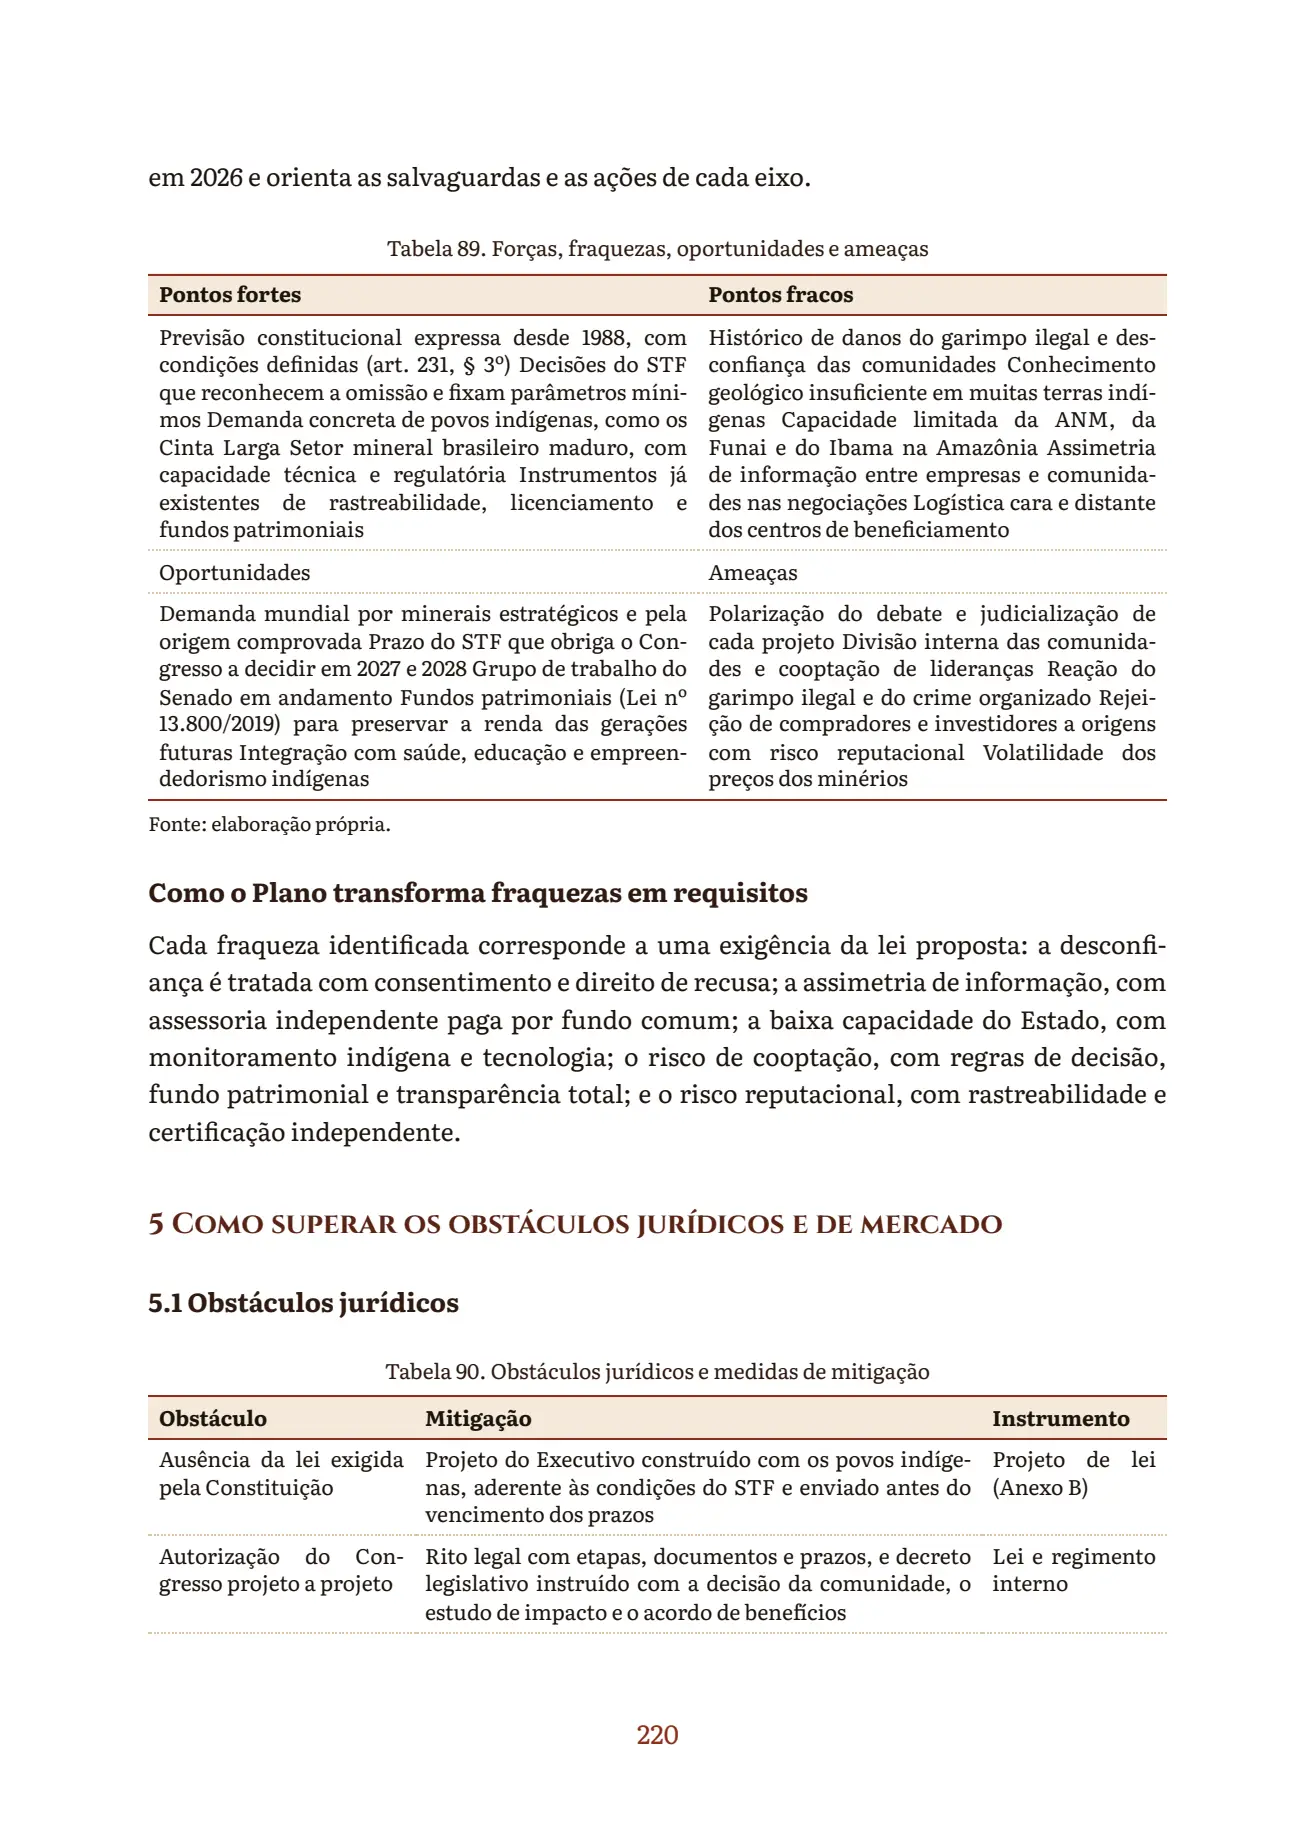 em 2026 e orienta as salvaguardas e as ações de cada eixo.
Tabela 89. Forças, fraquezas, oportunidades e ameaças
Pontos fortes
Pontos fracos
Previsão constitucional expressa desde 1988, com
condições definidas (art. 231, § 3º) Decisões do STF
que reconhecem a omissão e fixam parâmetros míni-
mos Demanda concreta de povos indígenas, como os
Cinta Larga Setor mineral brasileiro maduro, com
capacidade técnica e regulatória Instrumentos já
existentes de rastreabilidade, licenciamento e
fundos patrimoniais
Histórico de danos do garimpo ilegal e des-
confiança das comunidades Conhecimento
geológico insuficiente em muitas terras indí-
genas Capacidade limitada da ANM, da
Funai e do Ibama na Amazônia Assimetria
de informação entre empresas e comunida-
des nas negociações Logística cara e distante
dos centros de beneficiamento
Oportunidades
Ameaças
Demanda mundial por minerais estratégicos e pela
origem comprovada Prazo do STF que obriga o Con-
gresso a decidir em 2027 e 2028 Grupo de trabalho do
Senado em andamento Fundos patrimoniais (Lei nº
13.800/2019) para preservar a renda das gerações
futuras Integração com saúde, educação e empreen-
dedorismo indígenas
Polarização do debate e judicialização de
cada projeto Divisão interna das comunida-
des e cooptação de lideranças Reação do
garimpo ilegal e do crime organizado Rejei-
ção de compradores e investidores a origens
com risco reputacional Volatilidade dos
preços dos minérios
Fonte: elaboração própria.
Como o Plano transforma fraquezas em requisitos
Cada fraqueza identificada corresponde a uma exigência da lei proposta: a desconfi-
ança é tratada com consentimento e direito de recusa; a assimetria de informação, com
assessoria independente paga por fundo comum; a baixa capacidade do Estado, com
monitoramento indígena e tecnologia; o risco de cooptação, com regras de decisão,
fundo patrimonial e transparência total; e o risco reputacional, com rastreabilidade e
certificação independente.
5 Como superar os obstáculos jurídicos e de mercado
5.1 Obstáculos jurídicos
Tabela 90. Obstáculos jurídicos e medidas de mitigação
Obstáculo
Mitigação
Instrumento
Ausência da lei exigida
pela Constituição
Projeto do Executivo construído com os povos indíge-
nas, aderente às condições do STF e enviado antes do
vencimento dos prazos
Projeto de lei
(Anexo B)
Autorização do Con-
gresso projeto a projeto
Rito legal com etapas, documentos e prazos, e decreto
legislativo instruído com a decisão da comunidade, o
estudo de impacto e o acordo de benefícios
Lei e regimento
interno
220